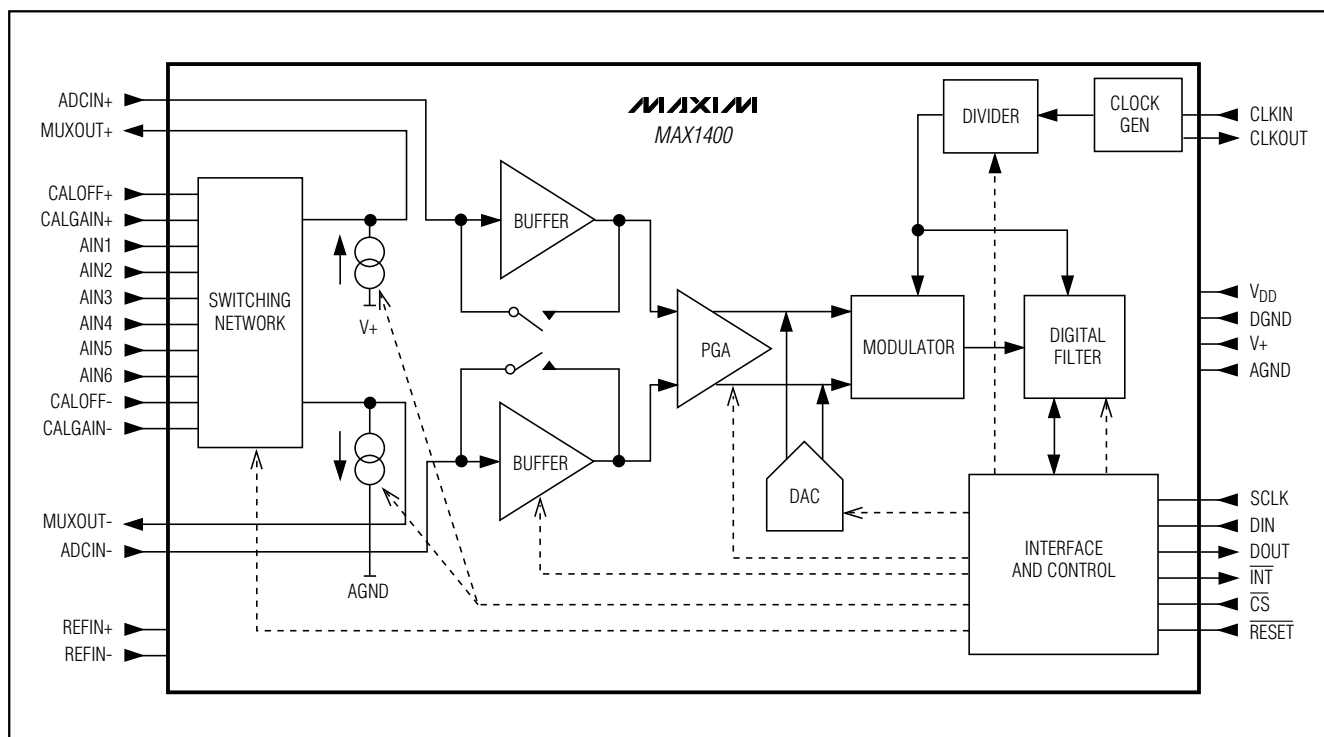 MAXIM
MAX1400
ADCIN+
MUXOUT+
CALOFF+
CALGAIN+
AIN1
AIN2
AIN3
AIN4
AIN5
AIN6
CALOFF-
CALGAIN-
MUXOUT-
ADCIN-
REFIN+
REFIN-
SWITCHING
NETWORK
V+
AGND
BUFFER
BUFFER
PGA
DAC
MODULATOR
DIVIDER
CLOCK
GEN
DIGITAL
FILTER
INTERFACE
AND CONTROL
CLKIN
CLKOUT
VDD
DGND
V+
AGND
SCLK
DIN
DOUT
INT
CS
RESET